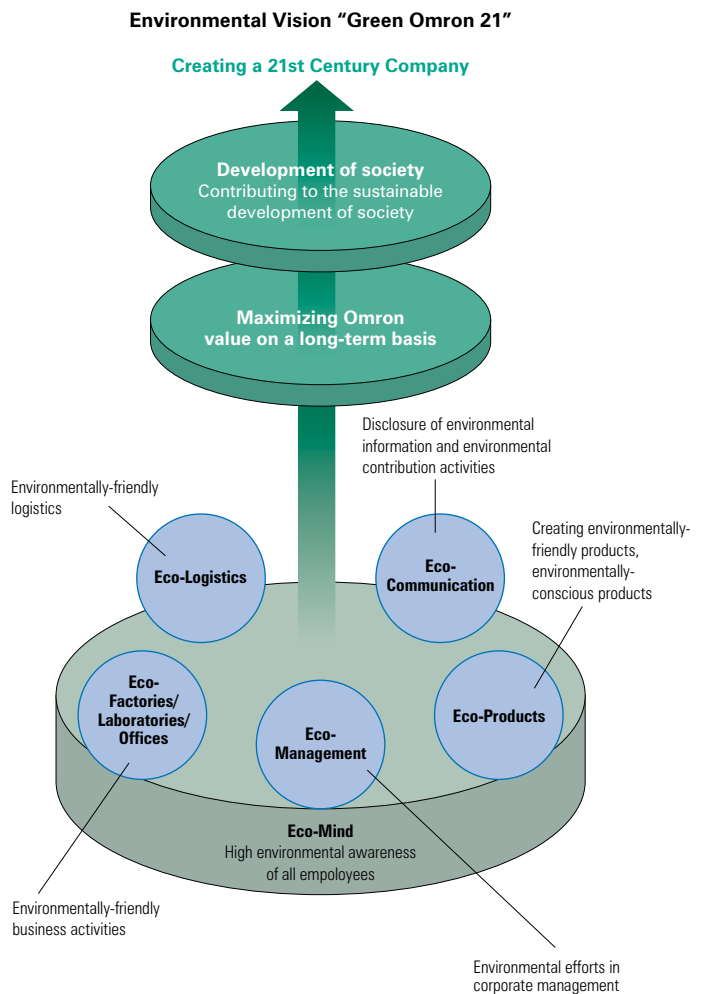 Environmental Vision “Green Omron 21”
Creating a 21st Century Company
Development of society
Contributing to the sustainable
development of society
Maximizing Omron
value on a long-term basis
Disclosure of environmental
information and environmental
contribution activities
Environmentally-friendly
logistics
Creating environmentally-
friendly products,
environmentally-
conscious products
Eco-Logistics
Eco-
Communication
Eco-
Factories/
Laboratories/
Offices
Eco-
Management
Eco-Products
Eco-Mind
High environmental awareness
of all empoloyees
Environmentally-friendly
business activities
Environmental efforts in
corporate management